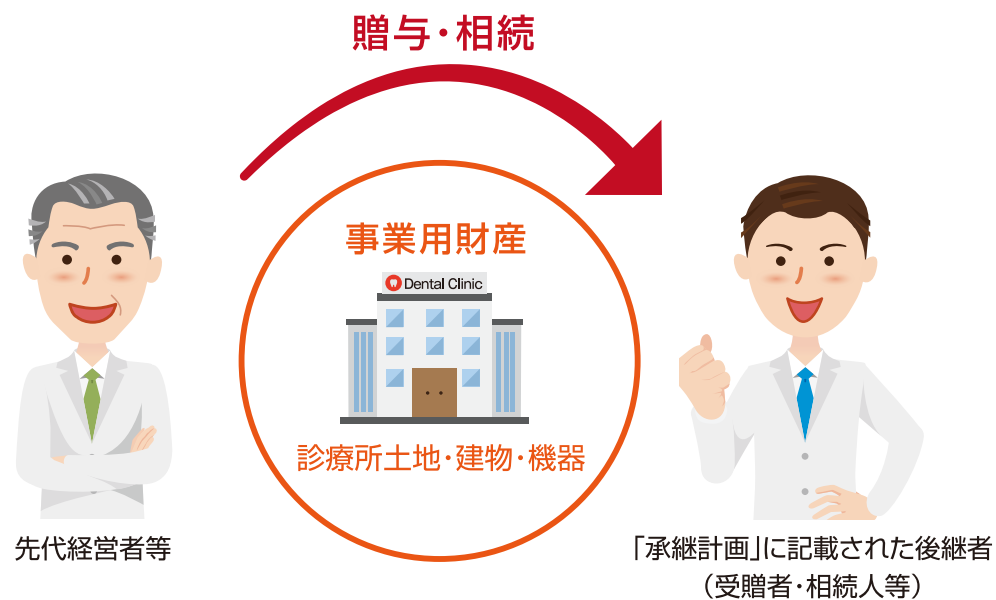 贈与・相続
事業用財産
Dental Clinic
診療所土地・建物・機器
先代経営者等
「承継計画」に記載された後継者
（受贈者・相続人等）